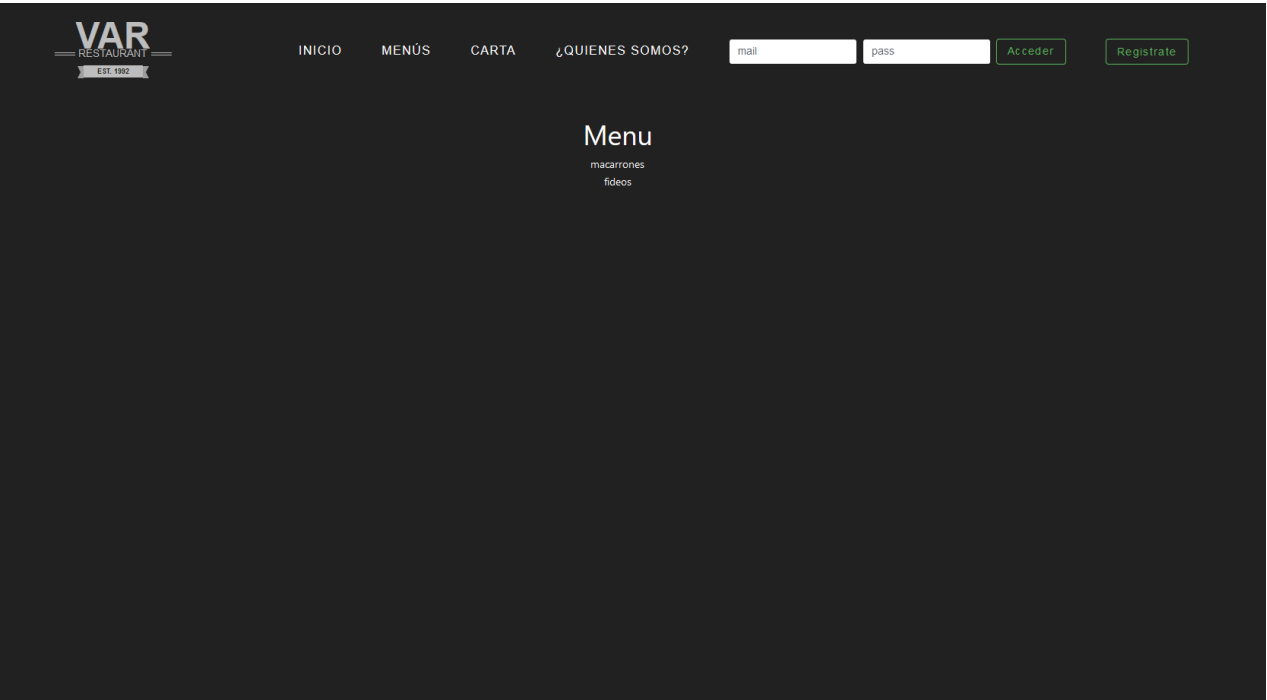 VAR
RESTAURANT
EST. 1992
INICIO MENÚS CARTA ¿QUIENES SOMOS? mail pass Acceder Registrate
Menu
macarrones
fideos